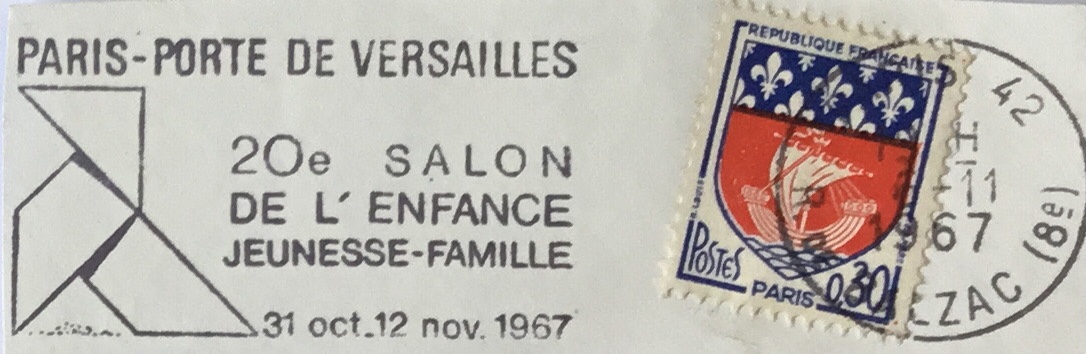 PARIS-PORTE DE VERSAILLES
20e SALON
DE L'ENFANCE
JEUNESSE-FAMILLE
31 oct.12 nov. 1967
REPUBLIQUE FRANÇAISE
POSTES
PARIS
0,30
42
H
-11
1967
ZAC (8e)